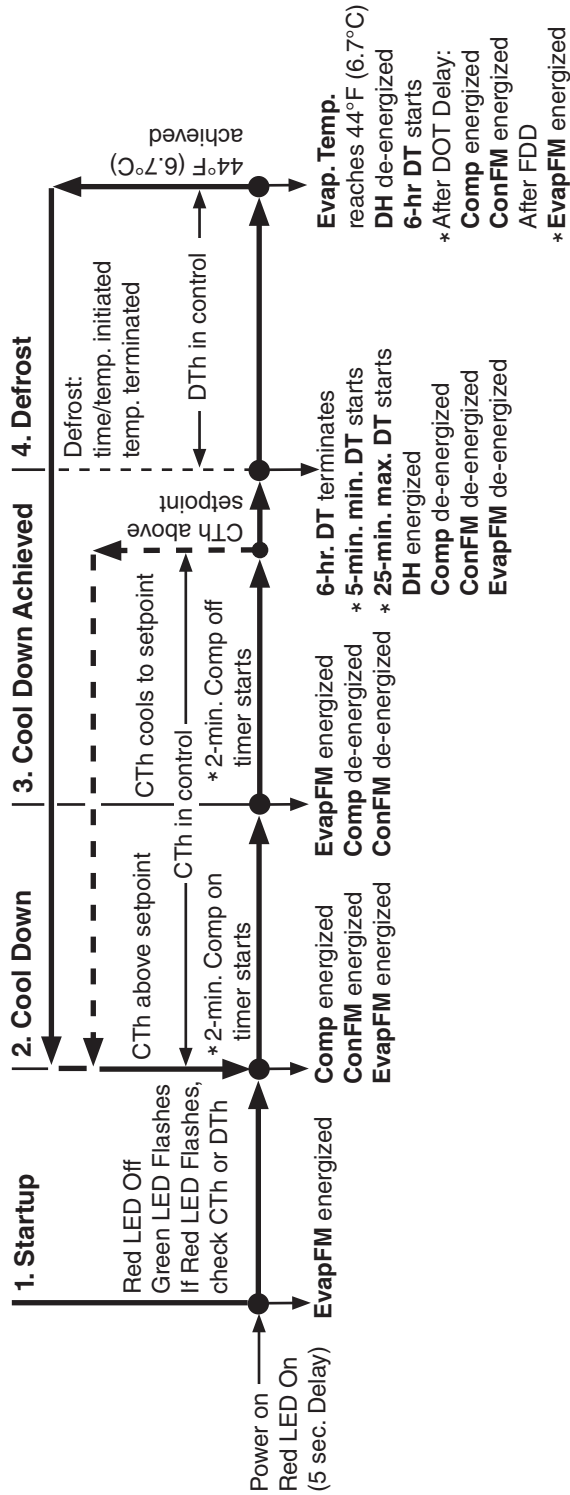 1. Startup
2. Cool Down
3. Cool Down Achieved
4. Defrost
Power on
Red LED On
(5 sec. Delay)
Red LED Off
Green LED Flashes
If Red LED Flashes,
check CTh or DTh
EvapFM energized
CTh above setpoint
CTh in control
* 2-min. Comp on
timer starts
Comp energized
ConFM energized
EvapFM energized
CTh cools to setpoint
* 2-min. Comp off
timer starts
EvapFM energized
Comp de-energized
ConFM de-energized
CTh above
setpoint
Defrost:
time/temp. initiated
temp. terminated
DTh in control
6-hr. DT terminates
* 5-min. min. DT starts
* 25-min. max. DT starts
DH energized
Comp de-energized
ConFM de-energized
EvapFM de-energized
44°F (6.7°C)
achieved
Evap. Temp.
reaches 44°F (6.7°C)
DH de-energized
6-hr DT starts
* After DOT Delay:
Comp energized
ConFM energized
After FDD
* EvapFM energized